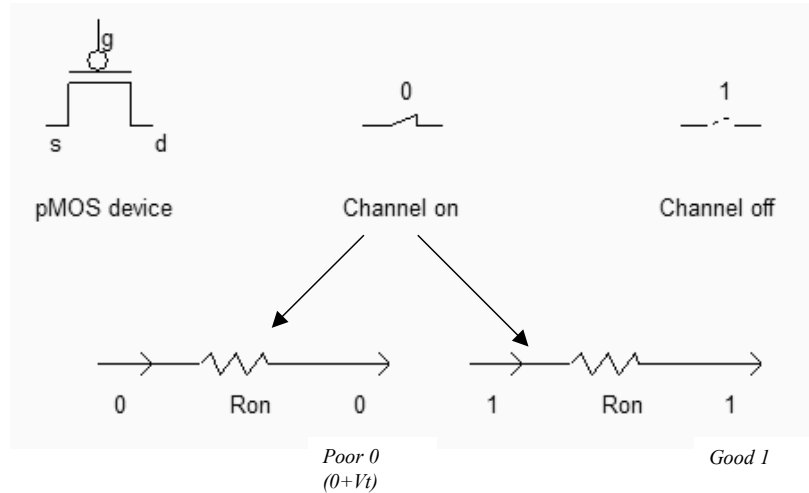 g
0
1
s
d
pMOS device
Channel on
Channel off
0
Ron
0
1
Ron
1
Poor 0
(0+Vt)
Good 1